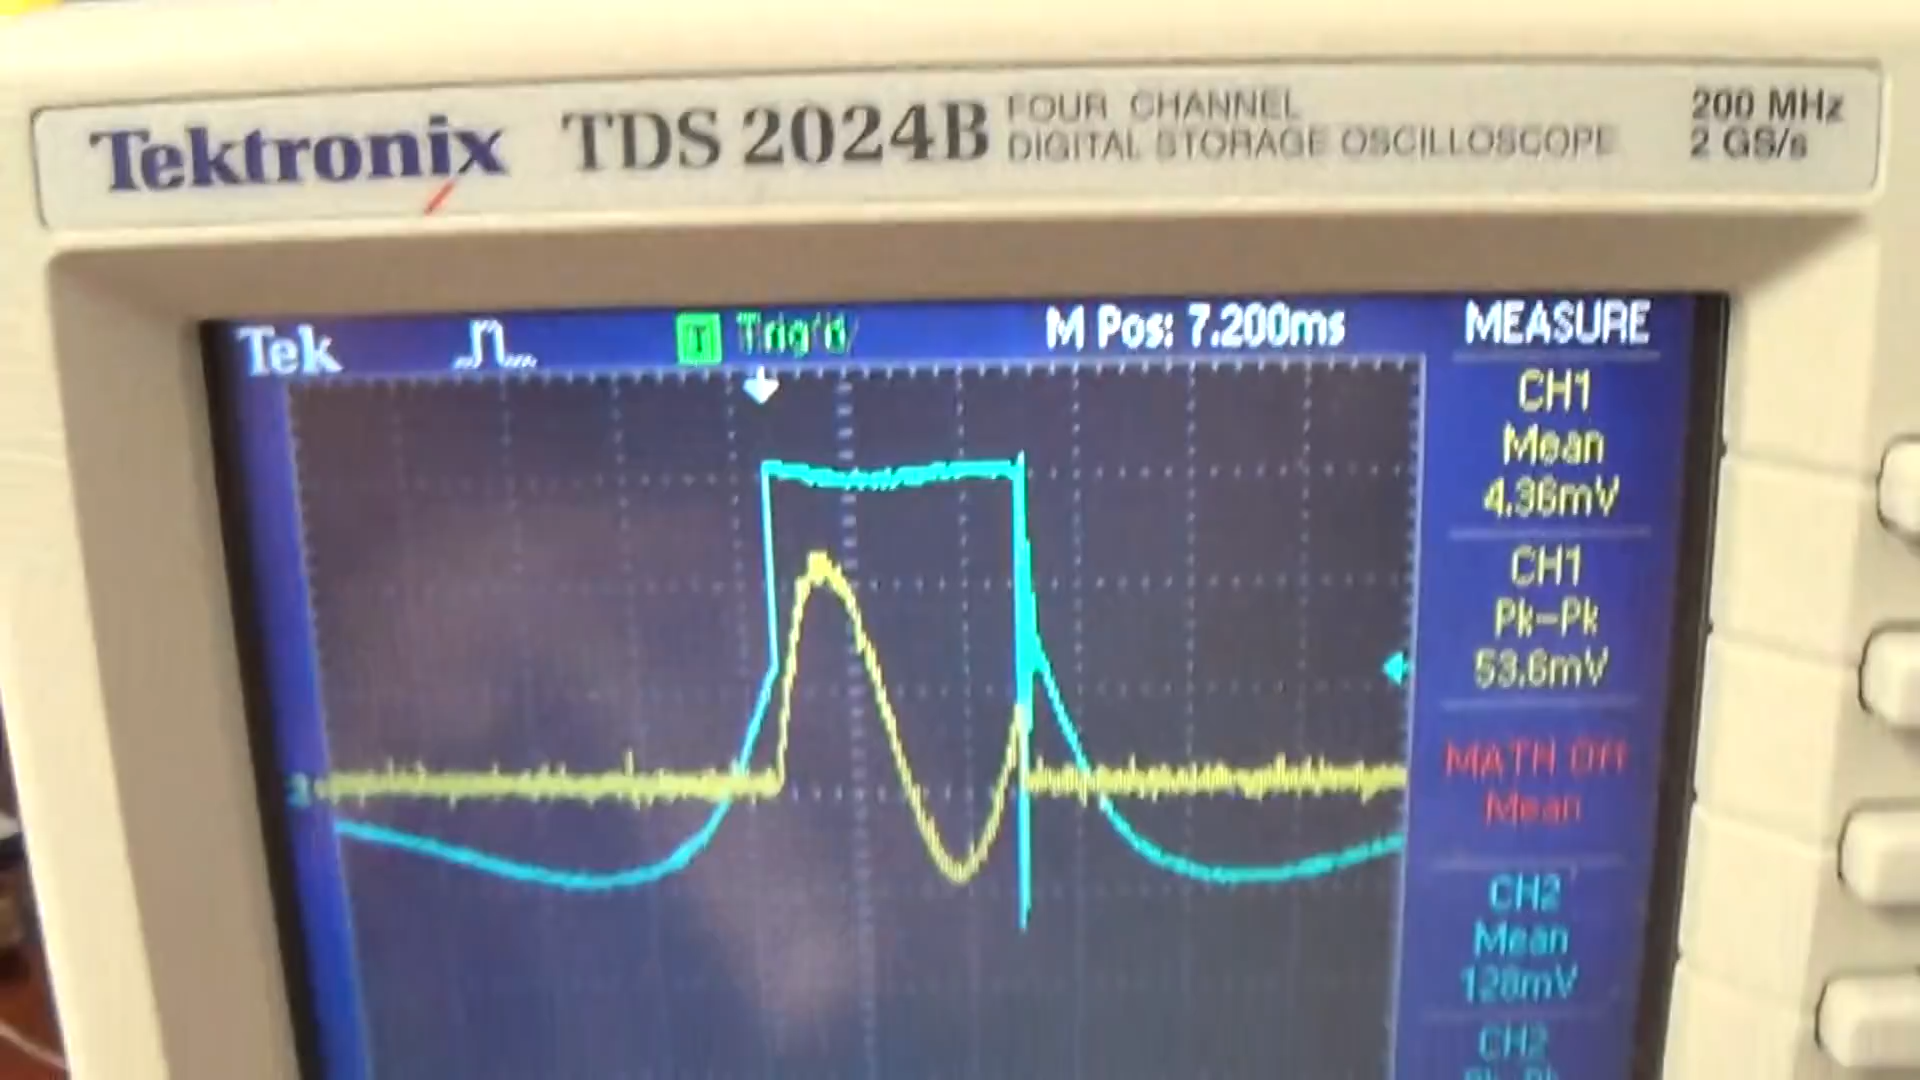 Tektronix TDS 2024B FOUR CHANNEL DIGITAL STORAGE OSCILLOSCOPE 200 MHz 2 GS/s
Tek T Trig'd M Pos: 7.200ms MEASURE
CH1
Mean
4.36mV
CH1
Pk-Pk
53.6mV
MATH Off
Mean
CH2
Mean
128mV
CH2